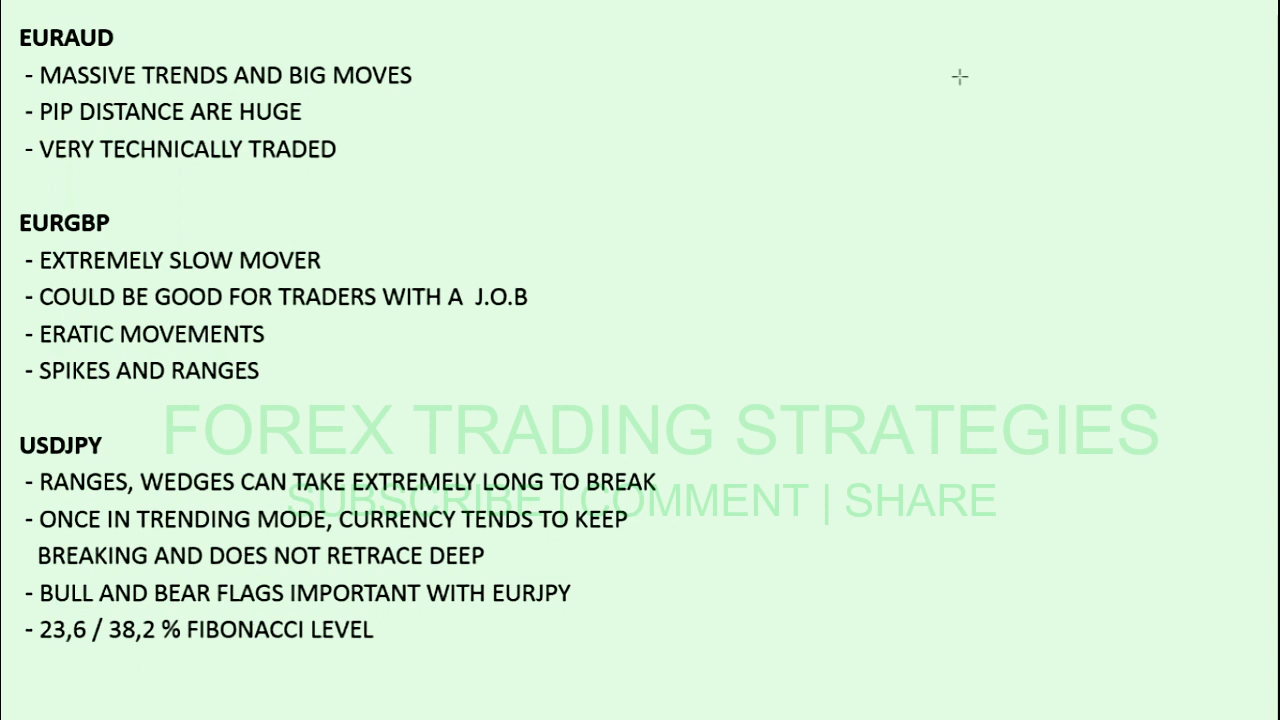 EURAUD
- MASSIVE TRENDS AND BIG MOVES
- PIP DISTANCE ARE HUGE
- VERY TECHNICALLY TRADED
EURGBP
- EXTREMELY SLOW MOVER
- COULD BE GOOD FOR TRADERS WITH A  J.O.B
- ERATIC MOVEMENTS
- SPIKES AND RANGES
FOREX TRADING STRATEGIES
USDJPY
- RANGES, WEDGES CAN TAKE EXTREMELY LONG TO BREAK
SUBSCRIBE | COMMENT | SHARE
- ONCE IN TRENDING MODE, CURRENCY TENDS TO KEEP
BREAKING AND DOES NOT RETRACE DEEP
- BULL AND BEAR FLAGS IMPORTANT WITH EURJPY
- 23,6 / 38,2 % FIBONACCI LEVEL